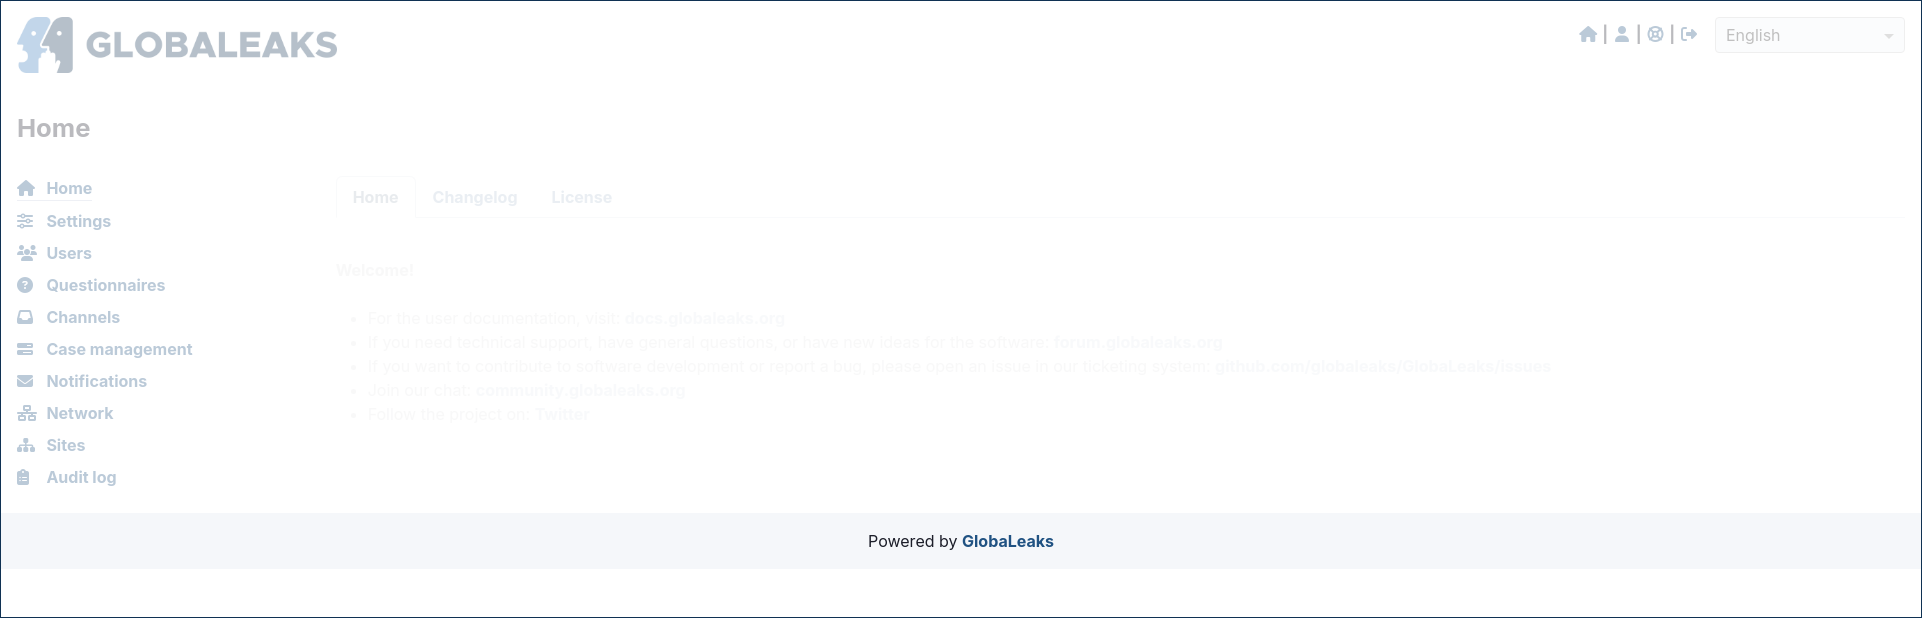 GLOBALEAKS
English
Home
Home
Settings
Users
Questionnaires
Channels
Case management
Notifications
Network
Sites
Audit log
Home Changelog License
Welcome!
For the user documentation, visit: docs.globaleaks.org
If you need technical support, have general questions, or have new ideas for the software: forum.globaleaks.org
If you want to contribute to software development or report a bug, please open an issue in our ticketing system: github.com/globaleaks/GlobaLeaks/issues
Join our chat: community.globaleaks.org
Follow the project on: Twitter
Powered by GlobaLeaks